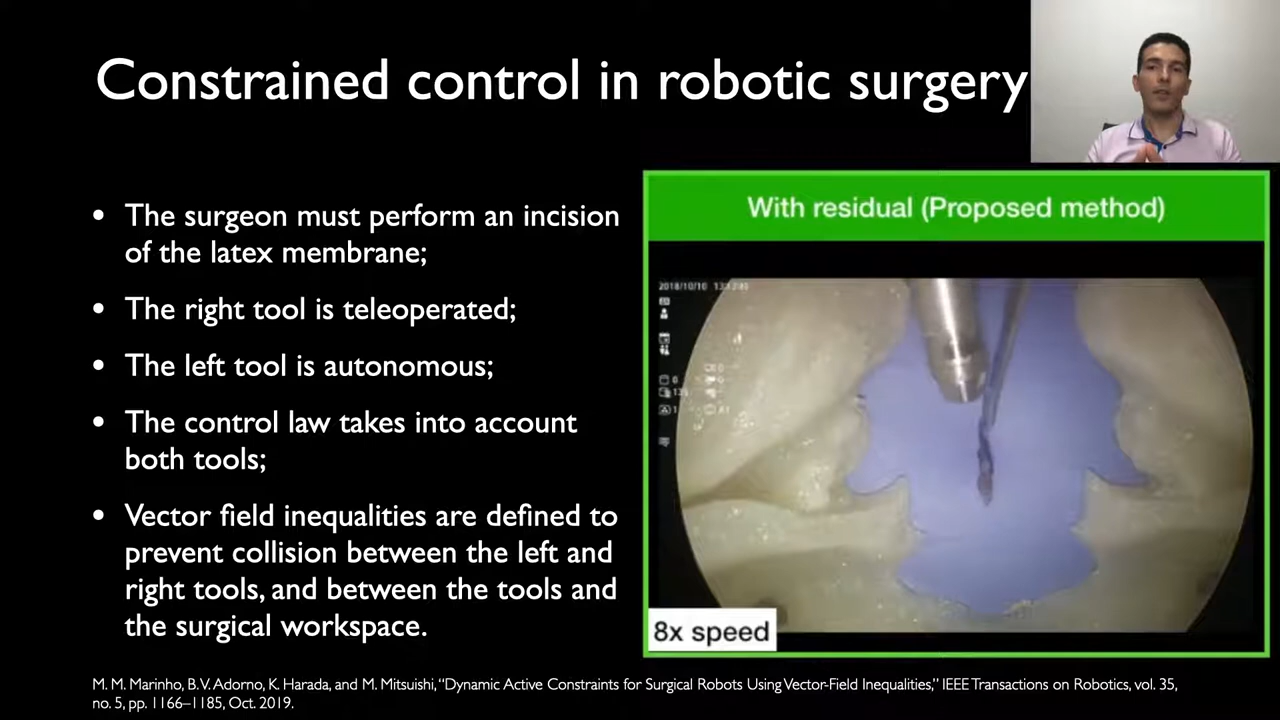 Constrained control in robotic surgery
• The surgeon must perform an incision
of the latex membrane;
• The right tool is teleoperated;
• The left tool is autonomous;
• The control law takes into account
both tools;
• Vector field inequalities are defined to
prevent collision between the left and
right tools, and between the tools and
the surgical workspace.
With residual (Proposed method)
8x speed
M. M. Marinho, B. V. Adorno, K. Harada, and M. Mitsuishi, “Dynamic Active Constraints for Surgical Robots Using Vector-Field Inequalities,” IEEE Transactions on Robotics, vol. 35,
no. 5, pp. 1166–1185, Oct. 2019.